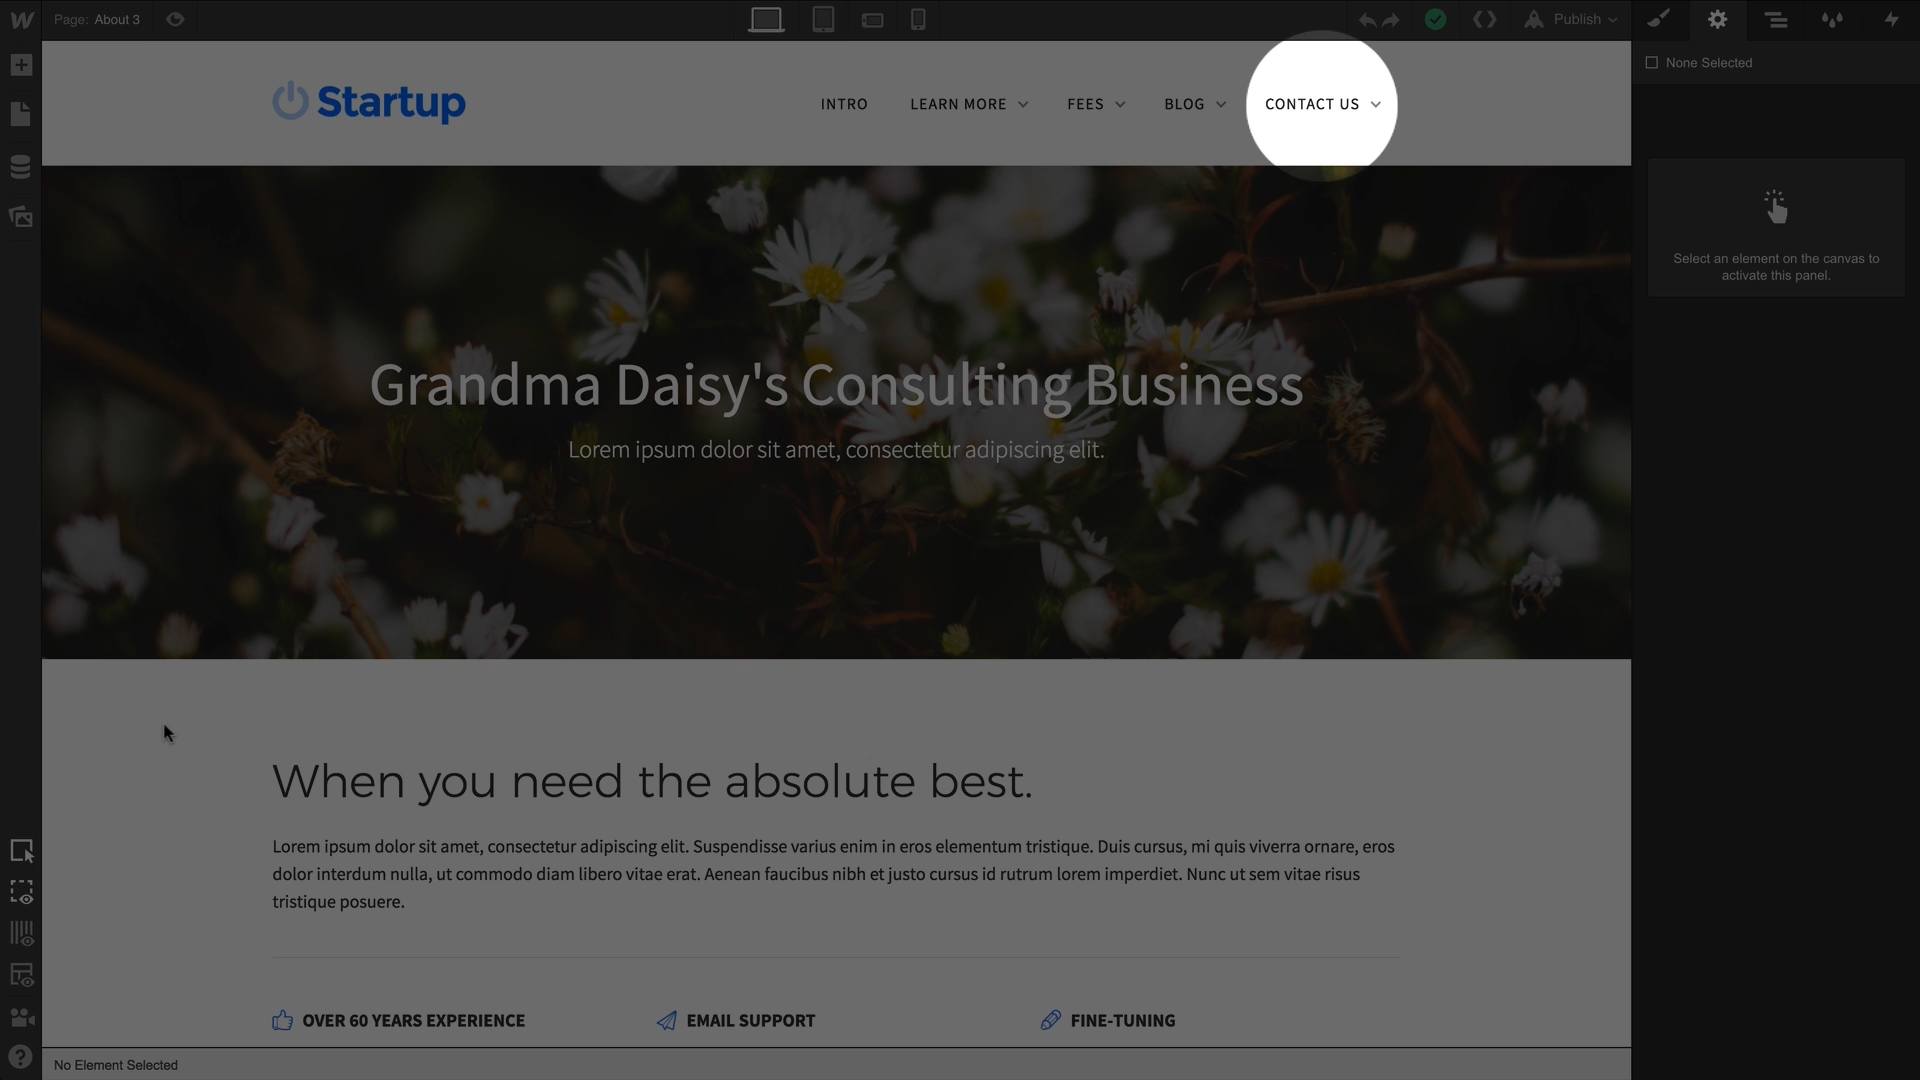 Page: About 3
Publish
None Selected
Startup
INTRO
LEARN MORE
FEES
BLOG
CONTACT US
Select an element on the canvas to
activate this panel.
Grandma Daisy's Consulting Business
Lorem ipsum dolor sit amet, consectetur adipiscing elit.
When you need the absolute best.
Lorem ipsum dolor sit amet, consectetur adipiscing elit. Suspendisse varius enim in eros elementum tristique. Duis cursus, mi quis viverra ornare, eros
dolor interdum nulla, ut commodo diam libero vitae erat. Aenean faucibus nibh et justo cursus id rutrum lorem imperdiet. Nunc ut sem vitae risus
tristique posuere.
OVER 60 YEARS EXPERIENCE
EMAIL SUPPORT
FINE-TUNING
No Element Selected